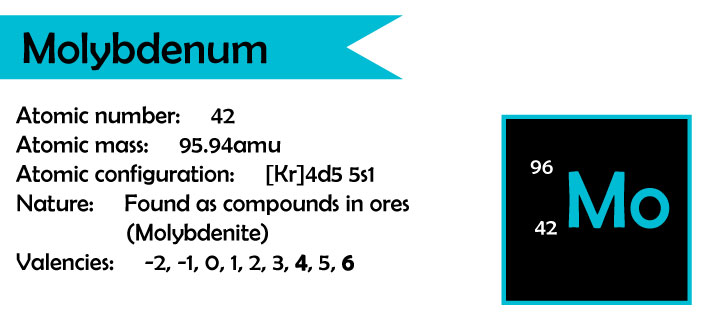 Molybdenum
Atomic number: 42
Atomic mass: 95.94amu
Atomic configuration: [Kr]4d5 5s1
Nature: Found as compounds in ores
(Molybdenite)
Valencies: -2, -1, 0, 1, 2, 3, 4, 5, 6
96
Mo
42